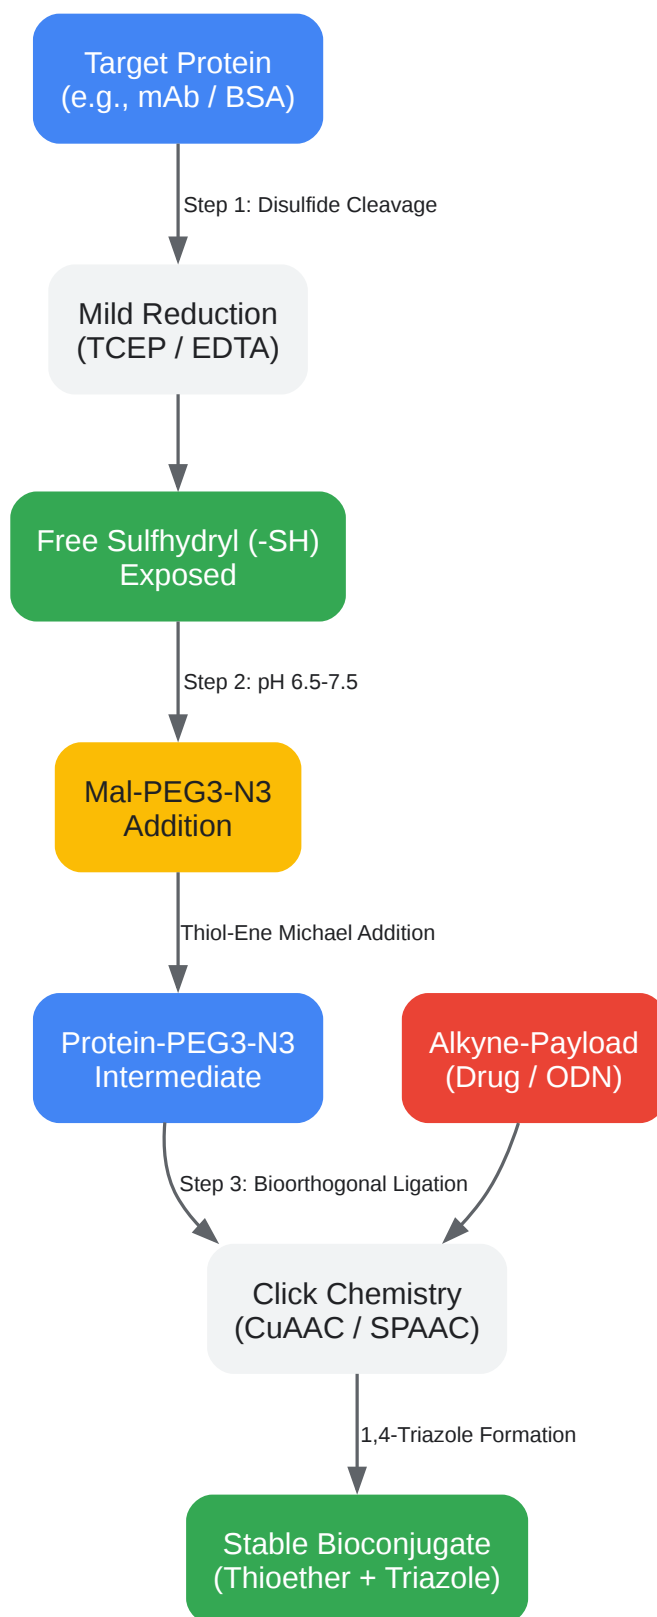 Target Protein
(e.g., mAb / BSA)
Step 1: Disulfide Cleavage
Mild Reduction
(TCEP / EDTA)
Free Sulfhydryl (-SH)
Exposed
Step 2: pH 6.5-7.5
Mal-PEG3-N3
Addition
Thiol-Ene Michael Addition
Protein-PEG3-N3
Intermediate
Alkyne-Payload
(Drug / ODN)
Step 3: Bioorthogonal Ligation
Click Chemistry
(CuAAC / SPAAC)
1,4-Triazole Formation
Stable Bioconjugate
(Thioether + Triazole)